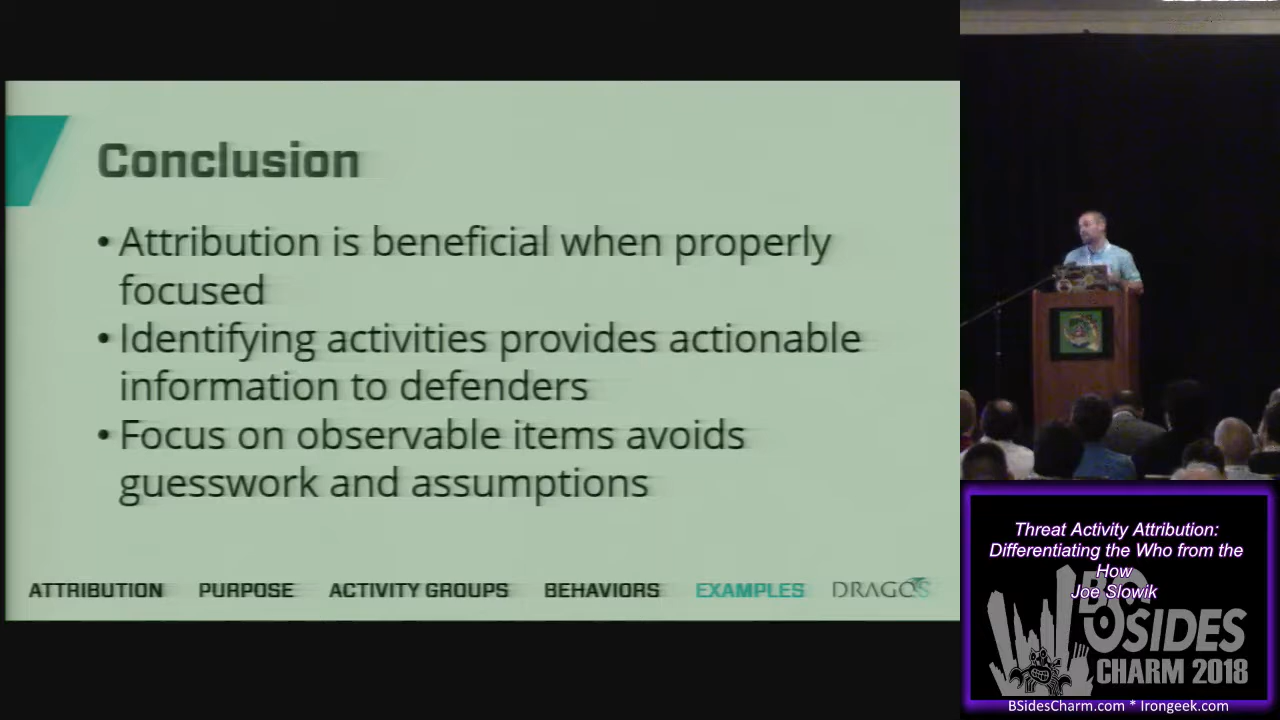 Conclusion
• Attribution is beneficial when properly
focused
• Identifying activities provides actionable
information to defenders
• Focus on observable items avoids
guesswork and assumptions
ATTRIBUTION PURPOSE ACTIVITY GROUPS BEHAVIORS EXAMPLES DRAGOS
Threat Activity Attribution:
Differentiating the Who from the
How
Joe Slowik
BSIDES
CHARM 2018
BSidesCharm.com * Irongeek.com